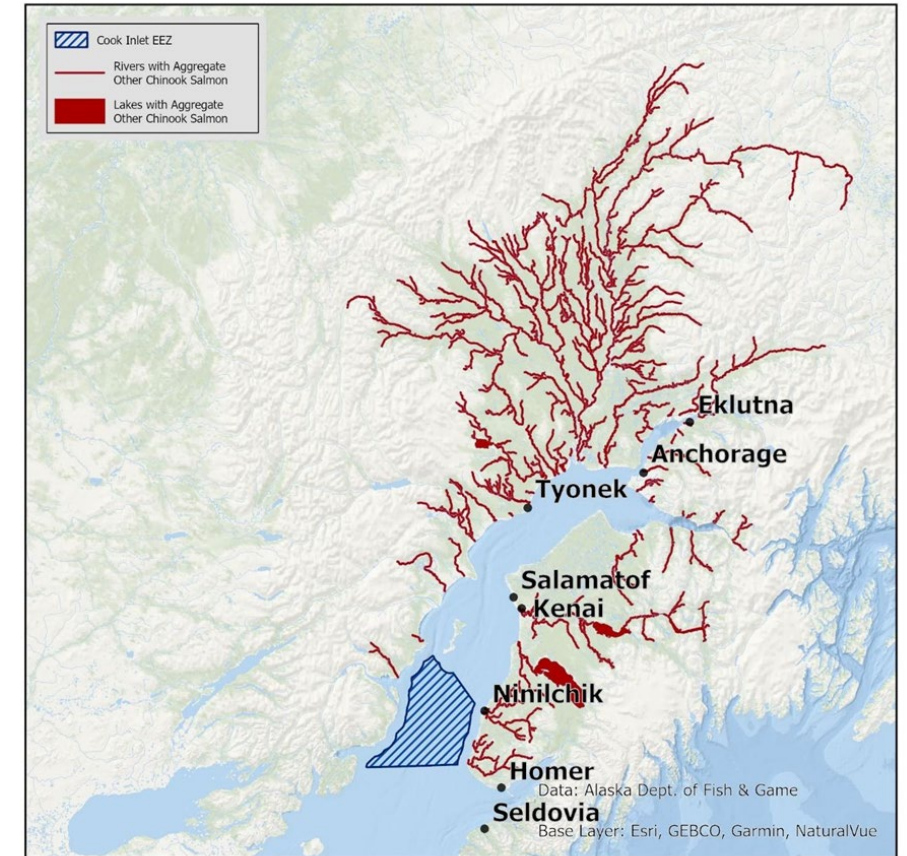 Cook Inlet EEZ
Rivers with Aggregate
Other Chinook Salmon
Lakes with Aggregate
Other Chinook Salmon
Eklutna
Anchorage
Tyonek
Salamatof
Kenai
Ninilchik
Homer
Data: Alaska Dept. of Fish & Game
Seldovia
Base Layer: Esri, GEBCO, Garmin, NaturalVue